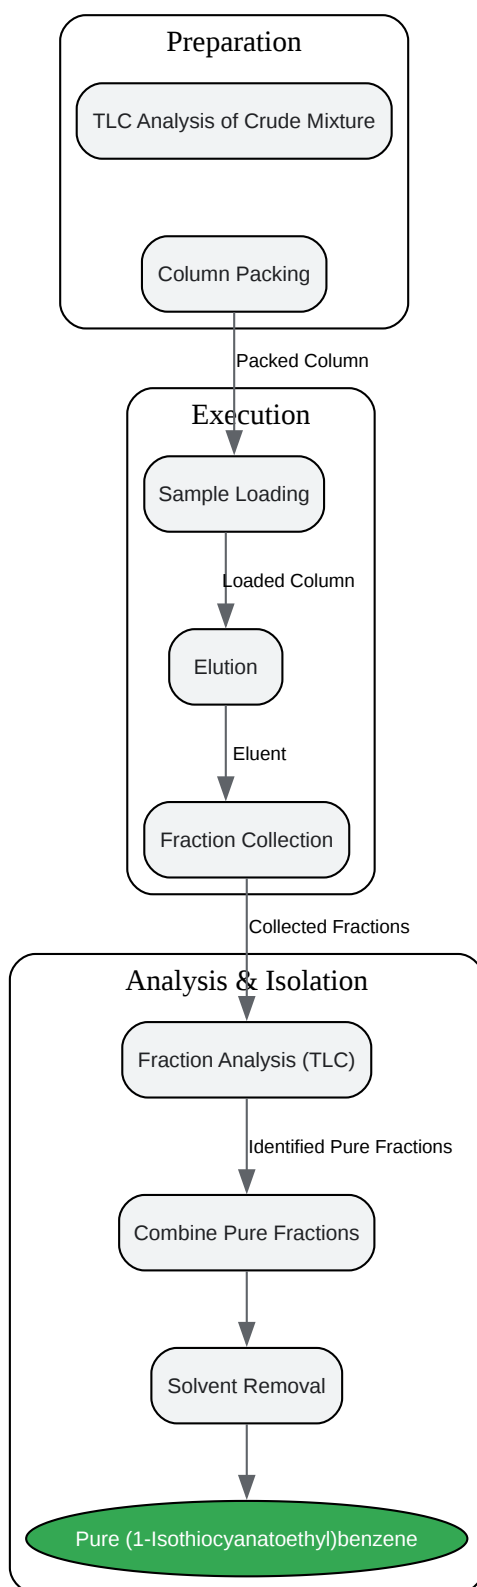 Preparation
TLC Analysis of Crude Mixture
Column Packing
Packed Column
Execution
Sample Loading
Loaded Column
Elution
Eluent
Fraction Collection
Collected Fractions
Analysis & Isolation
Fraction Analysis (TLC)
Identified Pure Fractions
Combine Pure Fractions
Solvent Removal
Pure (1-Isothiocyanatoethyl)benzene